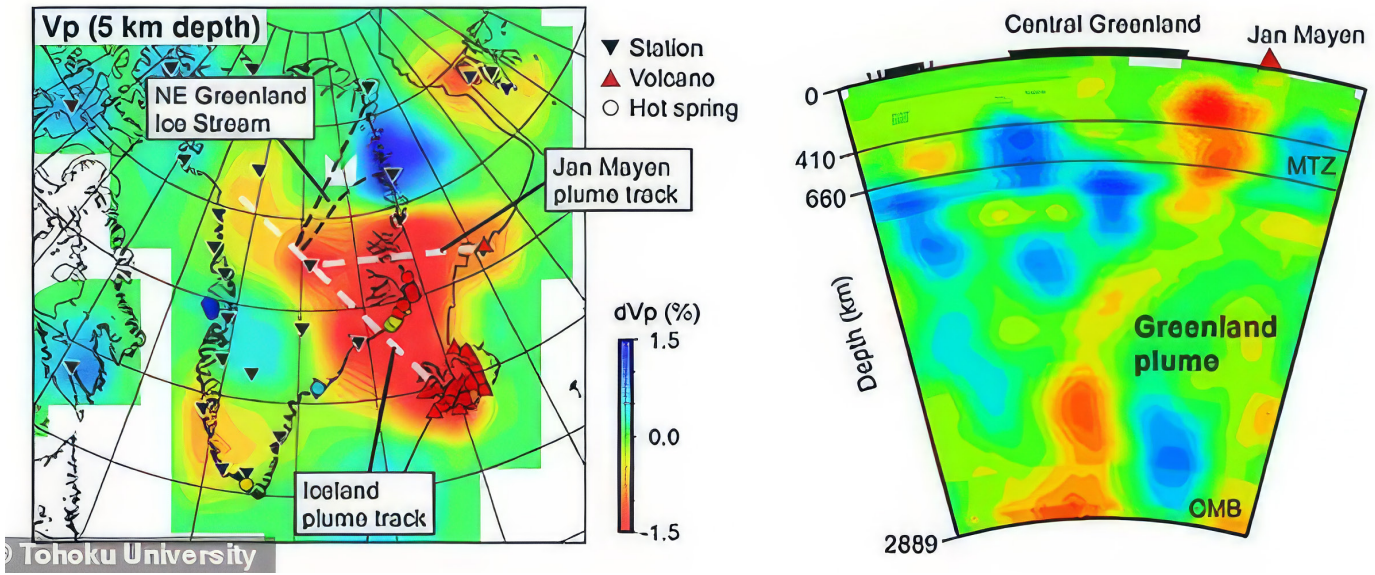 Vp (5 km depth)
NE Greenland
Ice Stream
Station
Volcano
Hot spring
Jan Mayen
plume track
dVp (%)
1.5
0.0
-1.5
Iceland
plume track
© Tohoku University
Central Greenland
Jan Mayen
0
410
660
MTZ
Depth (km)
Greenland
plume
CMB
2889